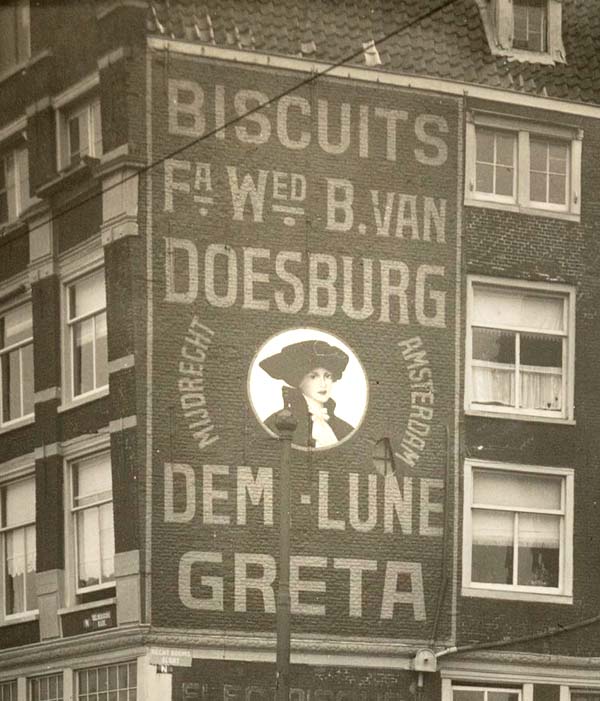 BISCUITS
FA WED B. VAN
DOESBURG
MIJDRECHT
AMSTERDAM
DEM-LUNE
GRETA